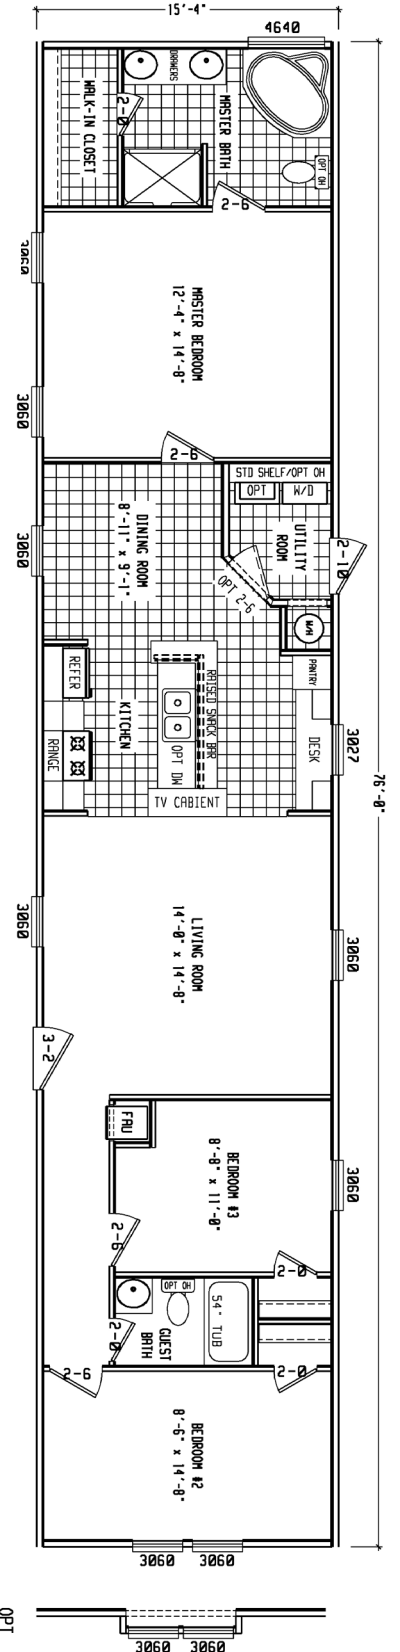 15'-4"
4640
DRAWERS
2-0
WALK-IN CLOSET
MASTER BATH
OPT OH
2-6
3060
MASTER BEDROOM
12'-4" x 14'-8"
3060
2-6
STD SHELF/OPT OH
OPT
W/D
3060
DINING ROOM
8'-11" x 9'-1"
UTILITY
ROOM
2-10
OPT 2-6
W/H
REFER
RAISED SNACK BAR
PANTRY
KITCHEN
RANGE
OPT DW
DESK
3027
76'-0"
TV CABIENT
3060
LIVING ROOM
14'-0" x 14'-8"
3060
3-2
FAU
BEDROOM #3
8'-8" x 11'-0"
3060
2-6
2-0
OPT OH
54" TUB
GUEST
BATH
2-0
2-6
2-0
BEDROOM #2
8'-6" x 14'-8"
3060
3060
OPT
3060
3060